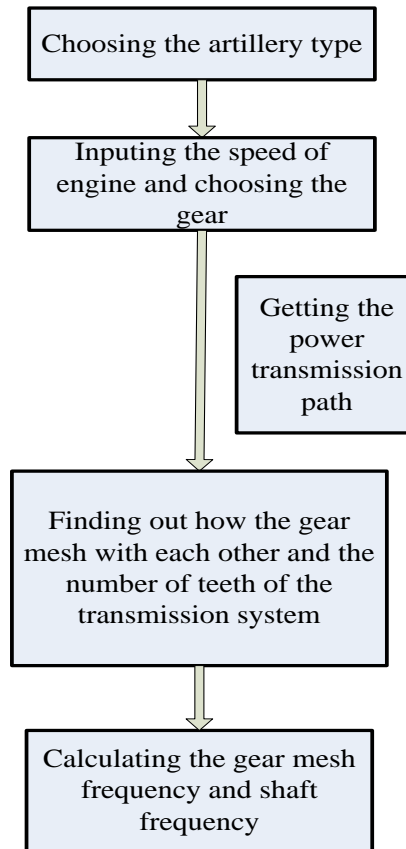 Choosing the artillery type
Inputing the speed of
engine and choosing the
gear
Getting the
power
transmission
path
Finding out how the gear
mesh with each other and the
number of teeth of the
transmission system
Calculating the gear mesh
frequency and shaft
frequency